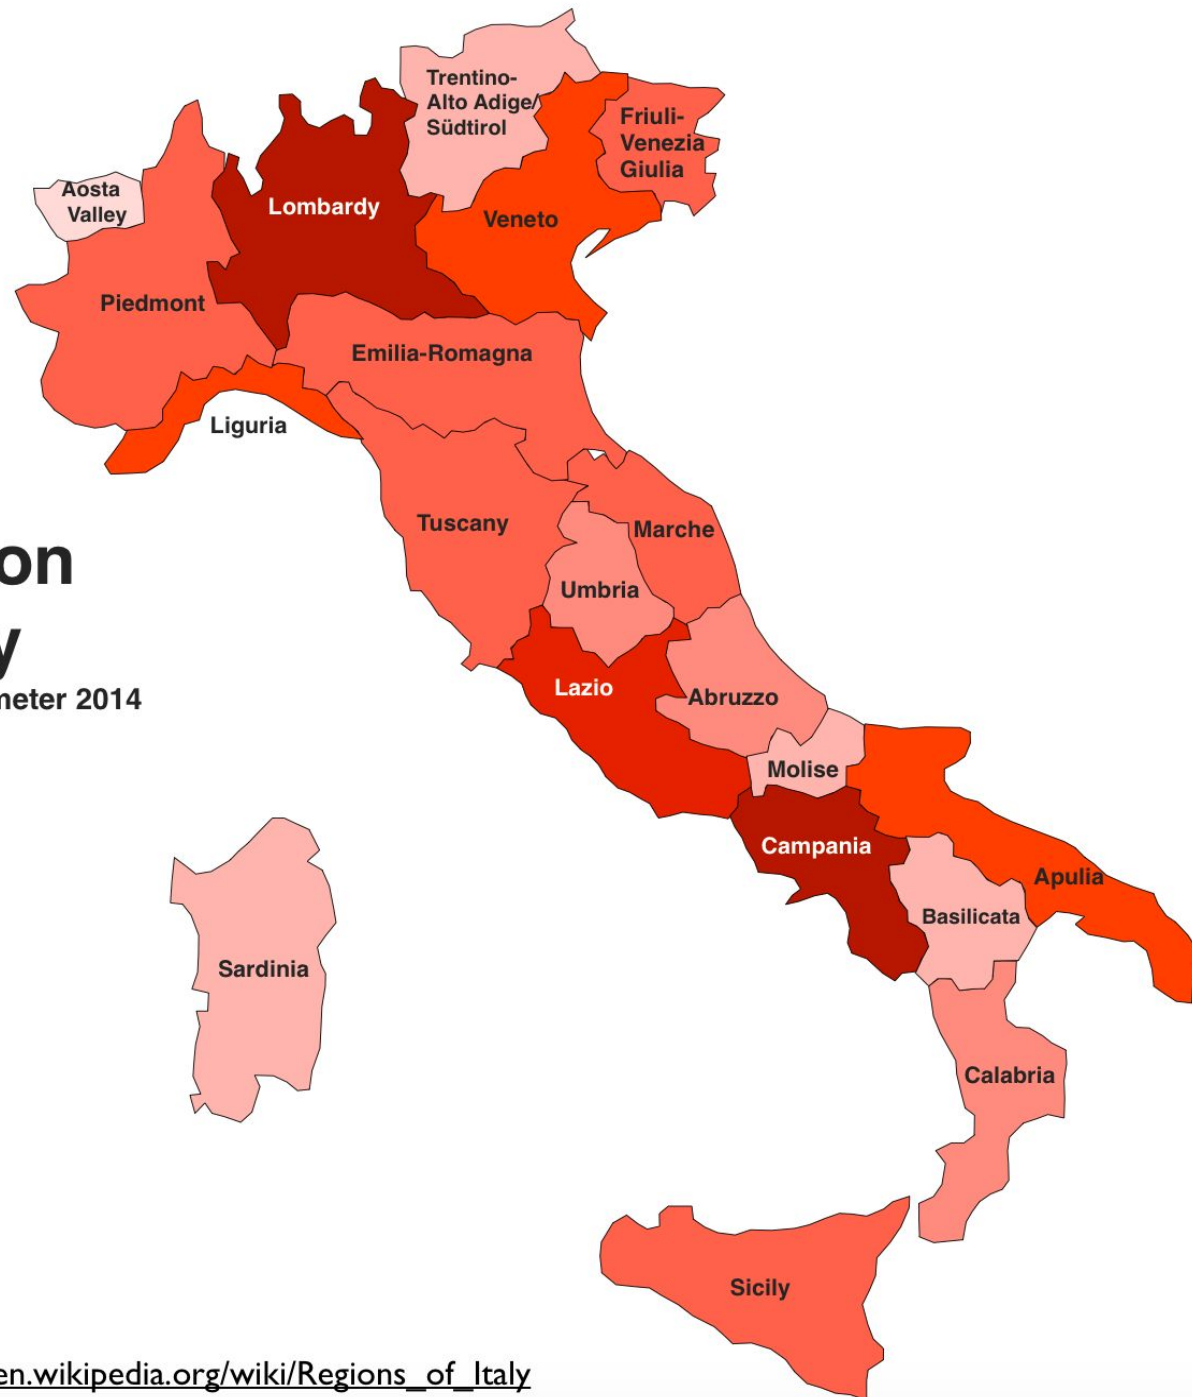 Trentino-
Alto Adige/
Südtirol
Friuli-
Venezia
Giulia
Aosta
Valley
Lombardy
Veneto
Piedmont
Emilia-Romagna
Liguria
Tuscany
Marche
on
Umbria
y
Lazio
Abruzzo
meter 2014
Molise
Campania
Apulia
Basilicata
Sardinia
Calabria
Sicily
en.wikipedia.org/wiki/Regions_of_Italy